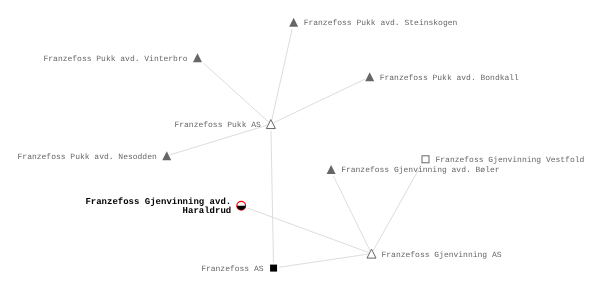 Franzefoss Pukk avd. Steinskogen
Franzefoss Pukk avd. Vinterbro
Franzefoss Pukk avd. Bondkall
Franzefoss Pukk AS
Franzefoss Pukk avd. Nesodden
Franzefoss Gjenvinning Vestfold
Franzefoss Gjenvinning avd. Bøler
Franzefoss Gjenvinning avd.
Haraldrud
Franzefoss Gjenvinning AS
Franzefoss AS